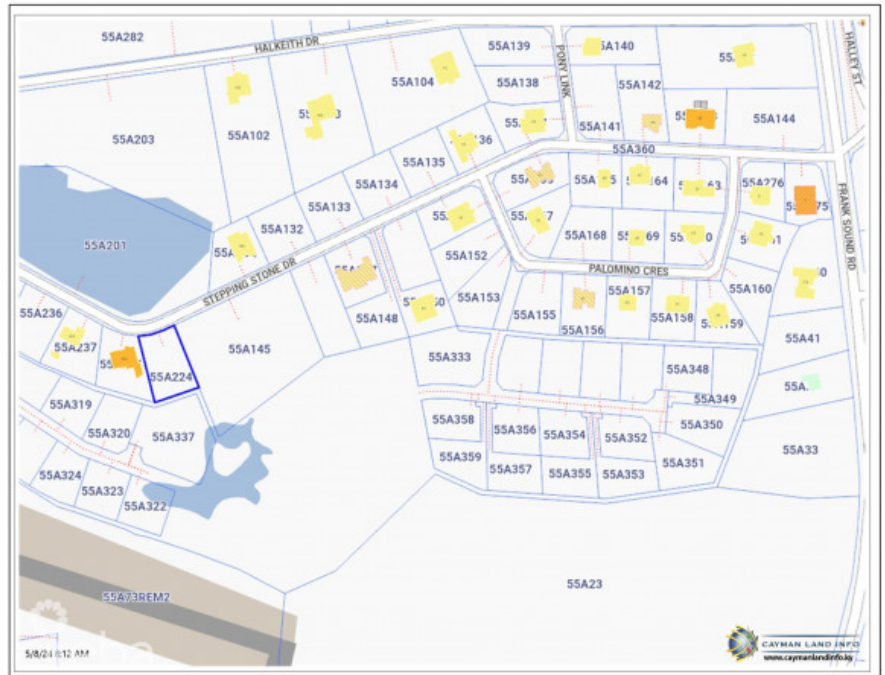 55A282
HALKEITH DR
55A139
PONY LINK
55A140
HALLEY ST
55A104
55A138
55A142
55A203
55A102
55A141
55A144
55A136
55A360
55A135
55A134
55A276
FRANK SOUND RD
55A133
55A132
55A168
55A201
STEPPING STONE DR
55A152
PALOMINO CRES
55A153
55A160
55A157
55A236
55A148
55A155
55A156
55A158
55A41
55A237
55A145
55A333
55A348
55A224
55A349
55A319
55A358
55A356
55A354
55A352
55A350
55A320
55A337
55A33
55A359
55A351
55A324
55A323
55A357
55A355
55A353
55A322
55A23
55A73REM2
CAYMAN LAND INFO
www.caymanlandinfo.ky